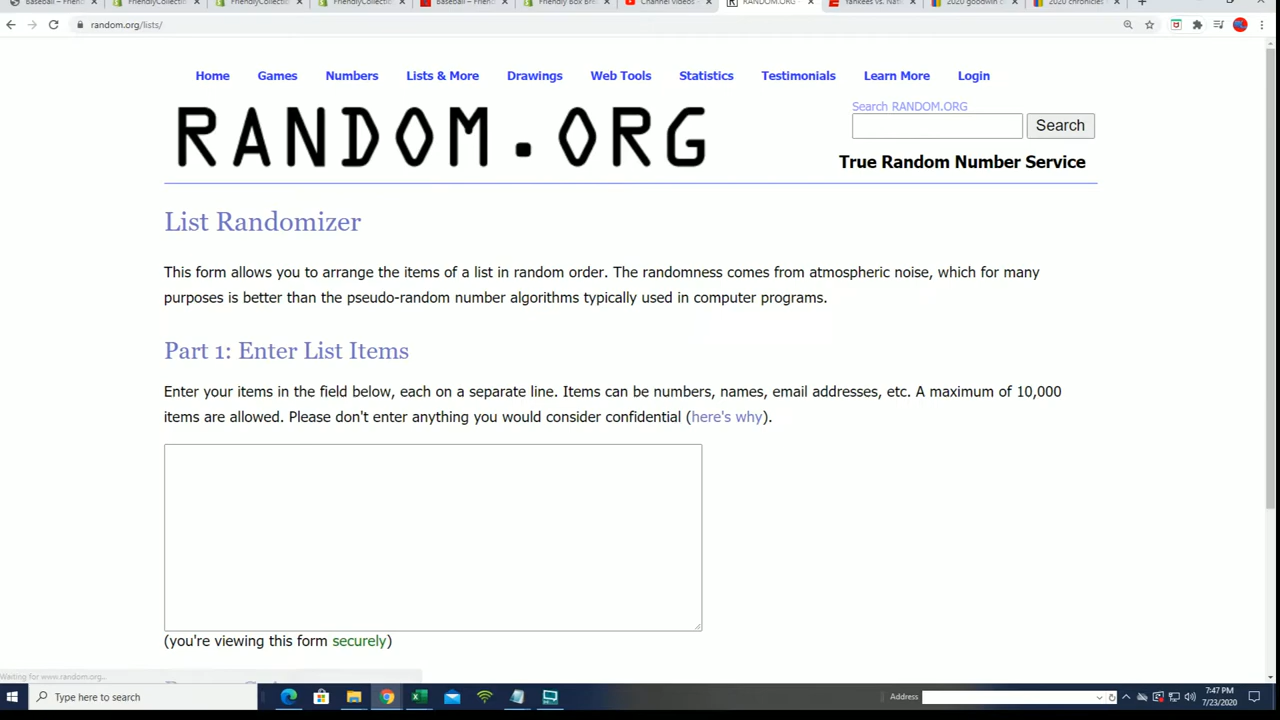 Baseball – Friend
FriendlyCollection
FriendlyCollection
FriendlyCollection
Baseball – Friend
Friendly Box Bre
Channel videos
RANDOM.ORG
Yankees vs. Nati
2020 goodwin c
2020 chronicles
random.org/lists/
Home Games Numbers Lists & More Drawings Web Tools Statistics Testimonials Learn More Login
RANDOM.ORG
Search RANDOM.ORG
Search
True Random Number Service
List Randomizer
This form allows you to arrange the items of a list in random order. The randomness comes from atmospheric noise, which for many
purposes is better than the pseudo-random number algorithms typically used in computer programs.
Part 1: Enter List Items
Enter your items in the field below, each on a separate line. Items can be numbers, names, email addresses, etc. A maximum of 10,000
items are allowed. Please don't enter anything you would consider confidential (here's why).
(you're viewing this form securely)
Waiting for www.random.org...
Type here to search
Address
7:47 PM
7/23/2020